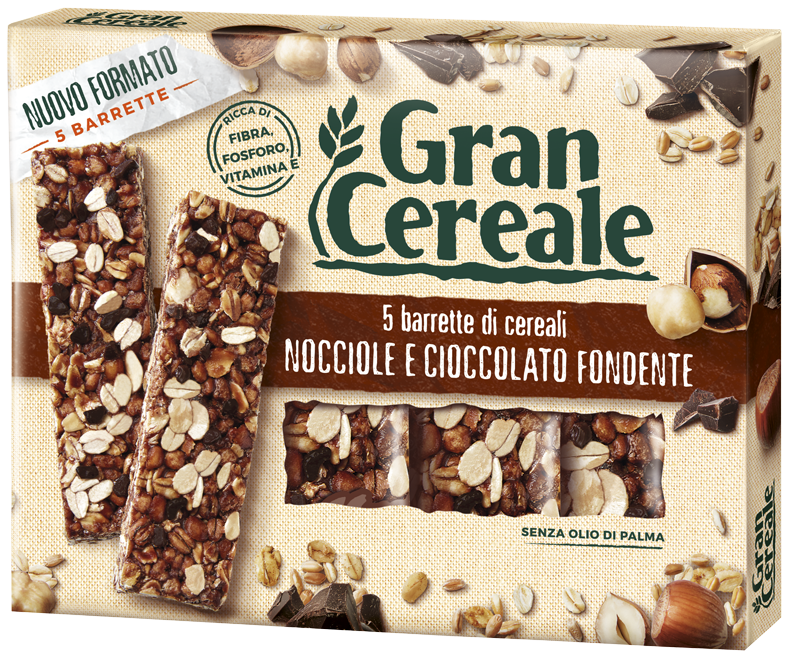 NUOVO FORMATO
5 BARRETTE
RICCA DI
FIBRA,
FOSFORO,
VITAMINA E
Gran
Cereale
5 barrette di cereali
NOCCIOLE E CIOCCOLATO FONDENTE
SENZA OLIO DI PALMA
Gran
Cereale